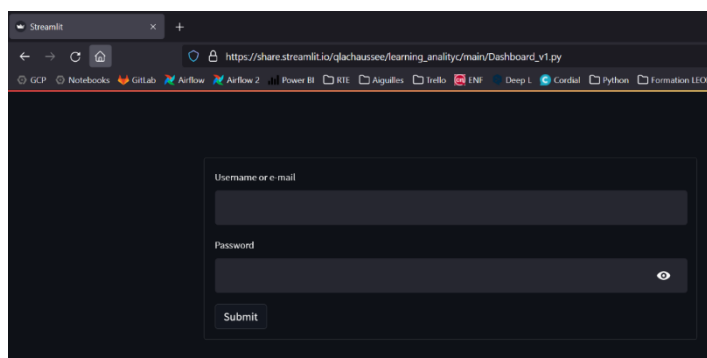 Streamlit
https://share.streamlit.io/qlachaussee/learning_analityc/main/Dashboard_v1.py
GCP Notebooks GitLab Airflow Airflow 2 Power BI RTE Aiguilles Trello ENF Deep L Cordial Python Formation LEO
Username or e-mail
Password
Submit